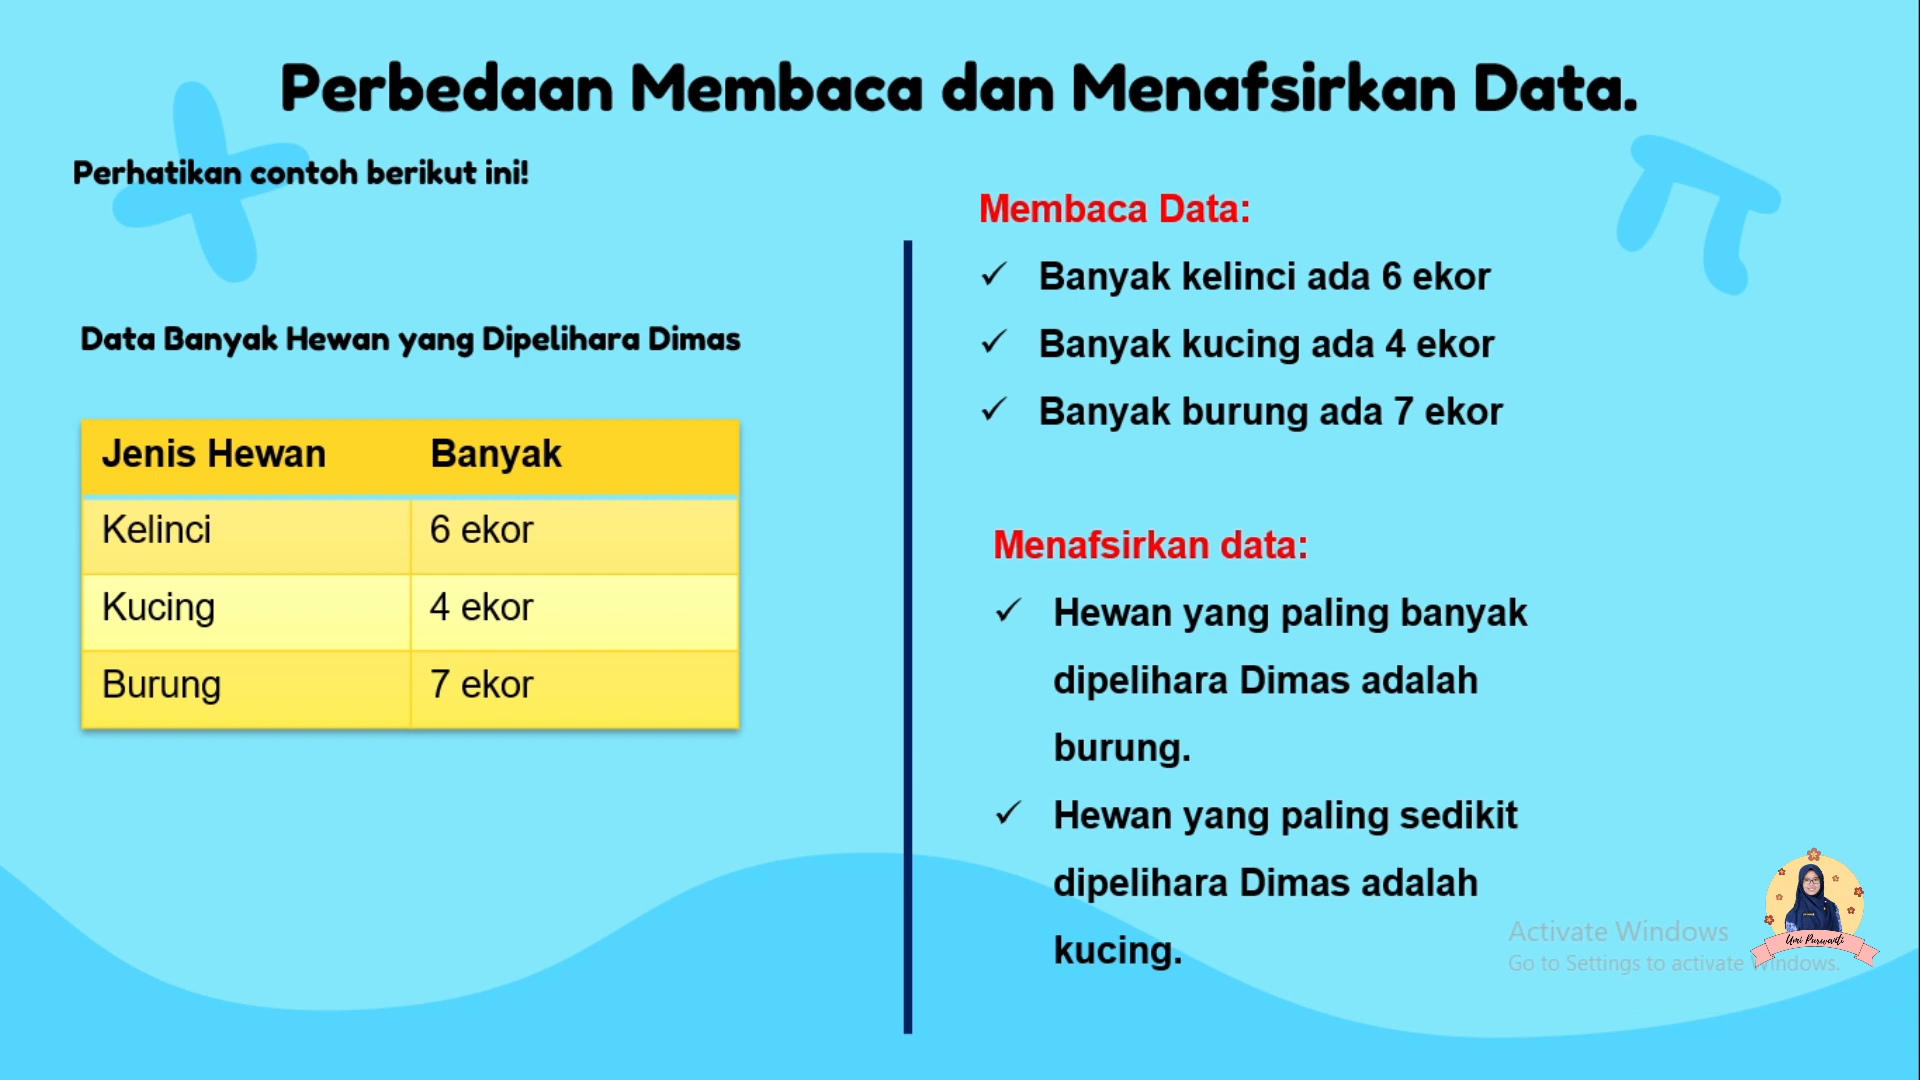 Perbedaan Membaca dan Menafsirkan Data.
Perhatikan contoh berikut ini!
Data Banyak Hewan yang Dipelihara Dimas
Jenis Hewan Banyak
Kelinci 6 ekor
Kucing 4 ekor
Burung 7 ekor
Membaca Data:
✓ Banyak kelinci ada 6 ekor
✓ Banyak kucing ada 4 ekor
✓ Banyak burung ada 7 ekor
Menafsirkan data:
✓ Hewan yang paling banyak
dipelihara Dimas adalah
burung.
✓ Hewan yang paling sedikit
dipelihara Dimas adalah
kucing.
Activate Windows
Go to Settings to activate Windows.
Umi Purwanti